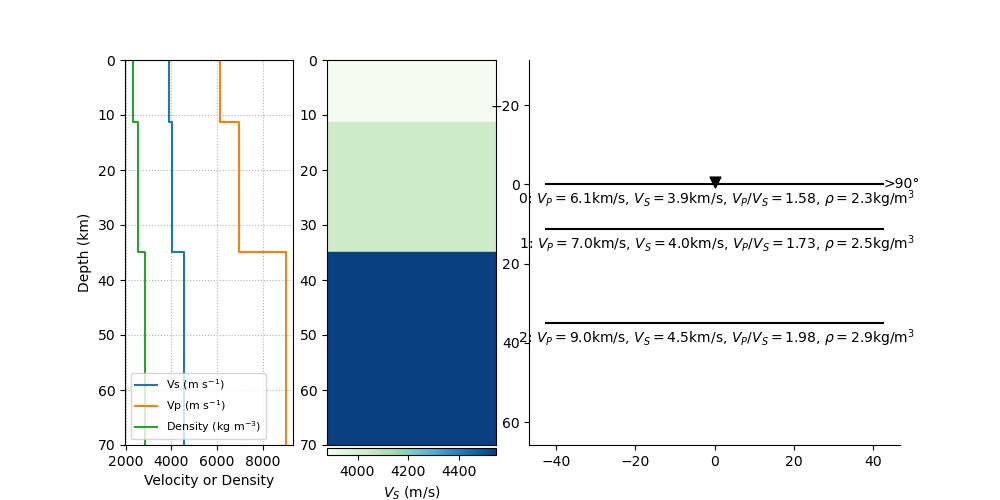 0
10
20
30
40
50
60
70
Depth (km)
Vs (m s⁻¹)
Vp (m s⁻¹)
Density (kg m⁻³)
2000 4000 6000 8000
Velocity or Density
0
10
20
30
40
50
60
70
4000 4200 4400
V_S (m/s)
−20
0
20
40
60
>90°
0: V_P = 6.1km/s, V_S = 3.9km/s, V_P/V_S = 1.58, ρ = 2.3kg/m³
1: V_P = 7.0km/s, V_S = 4.0km/s, V_P/V_S = 1.73, ρ = 2.5kg/m³
2: V_P = 9.0km/s, V_S = 4.5km/s, V_P/V_S = 1.98, ρ = 2.9kg/m³
−40 −20 0 20 40